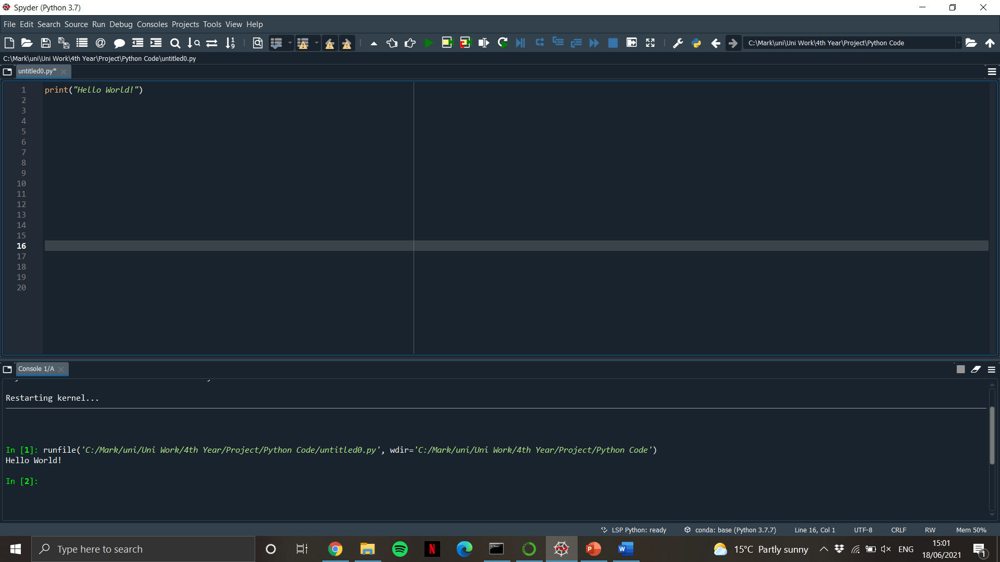 Spyder (Python 3.7)
File Edit Search Source Run Debug Consoles Projects Tools View Help
C:\Mark\uni\Uni Work\4th Year\Project\Python Code
C:\Mark\uni\Uni Work\4th Year\Project\Python Code\untitled0.py
untitled0.py*
1 print("Hello World!")
2
3
4
5
6
7
8
9
10
11
12
13
14
15
16
17
18
19
20
Console 1/A
Restarting kernel...
In [1]: runfile('C:/Mark/uni/Uni Work/4th Year/Project/Python Code/untitled0.py', wdir='C:/Mark/uni/Uni Work/4th Year/Project/Python Code')
Hello World!
In [2]:
LSP Python: ready conda: base (Python 3.7.7) Line 16, Col 1 UTF-8 CRLF RW Mem 50%
Type here to search
15°C Partly sunny
ENG
15:01
18/06/2021
1